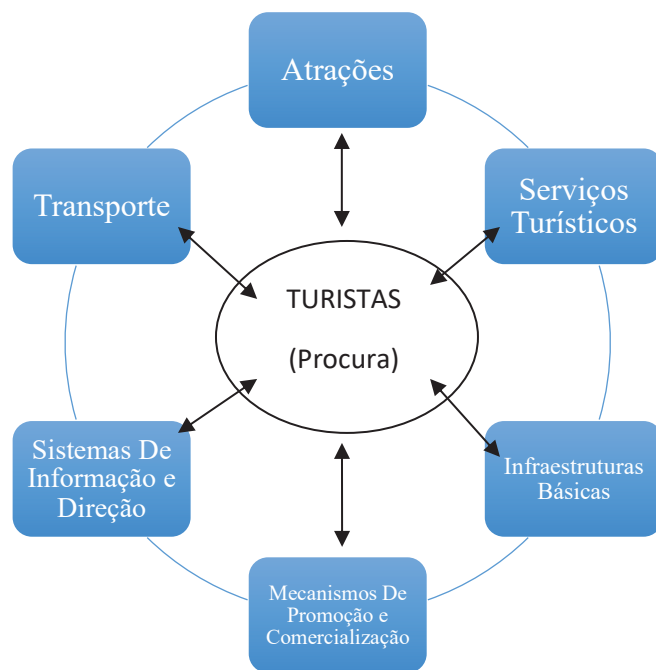 Atrações
Transporte
Serviços
Turísticos
TURISTAS
(Procura)
Sistemas De
Informação e
Direção
Infraestruturas
Básicas
Mecanismos De
Promoção e
Comercialização